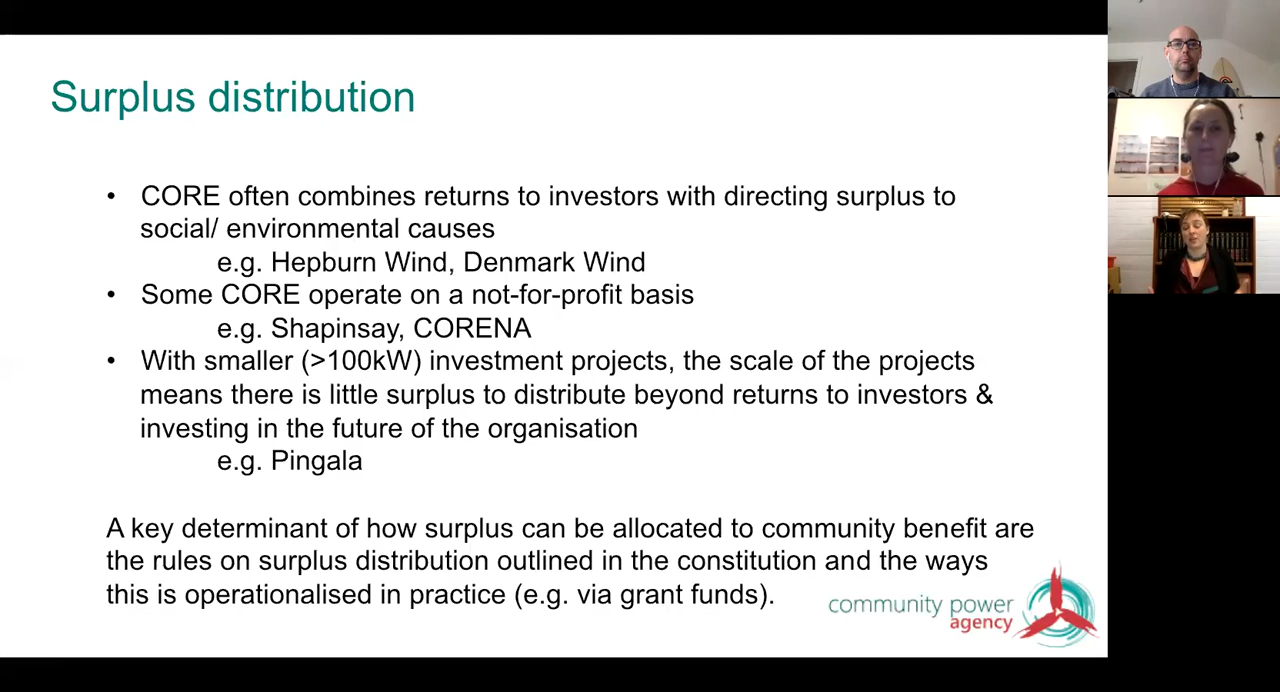 Surplus distribution
• CORE often combines returns to investors with directing surplus to
social/ environmental causes
e.g. Hepburn Wind, Denmark Wind
• Some CORE operate on a not-for-profit basis
e.g. Shapinsay, CORENA
• With smaller (>100kW) investment projects, the scale of the projects
means there is little surplus to distribute beyond returns to investors &
investing in the future of the organisation
e.g. Pingala
A key determinant of how surplus can be allocated to community benefit are
the rules on surplus distribution outlined in the constitution and the ways
this is operationalised in practice (e.g. via grant funds).
community power
agency